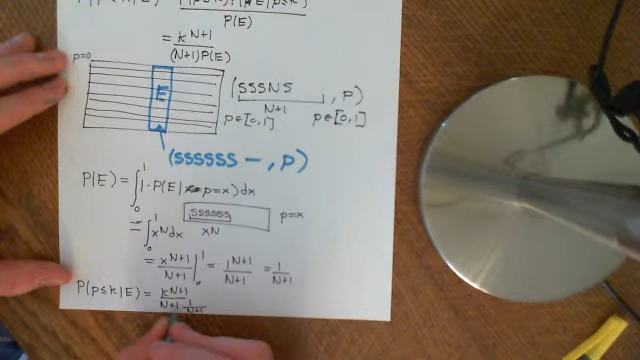 P(E)
= k^N+1
(N+1)P(E)
p=0
E
(SSSNS , p)
N+1
p∈[0,1] p∈[0,1]
(SSSSSS – , p)
P(E) = ∫₀¹ 1·P(E| p=x)dx
SSSSSS p=x
= ∫₀¹ x^N dx xN
= x^N+1/N+1 |₀¹ = 1^N+1/N+1 = 1/N+1
P(p≤k|E) = k^N+1/N+1 1/N+1